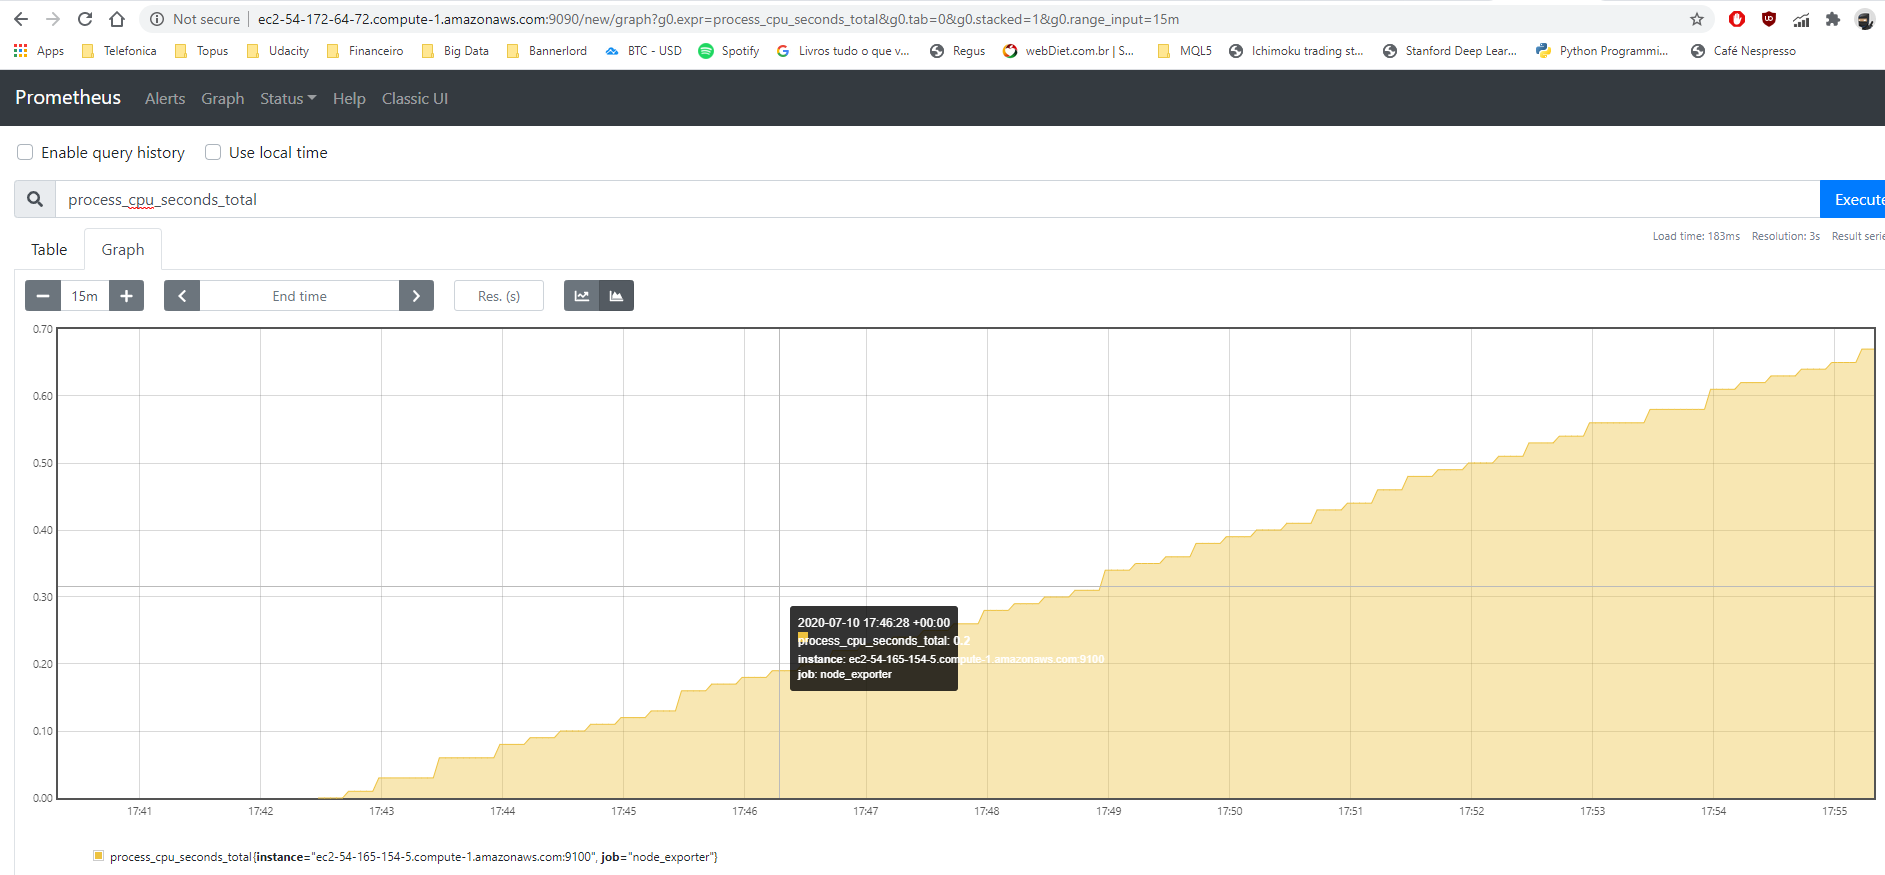 Not secure | ec2-54-172-64-72.compute-1.amazonaws.com:9090/new/graph?g0.expr=process_cpu_seconds_total&g0.tab=0&g0.stacked=1&g0.range_input=15m
Apps Telefonica Topus Udacity Financeiro Big Data Bannerlord BTC - USD Spotify Livros tudo o que v... Regus webDiet.com.br | S... MQL5 Ichimoku trading st... Stanford Deep Lear... Python Programmi... Café Nespresso
Prometheus Alerts Graph Status Help Classic UI
Enable query history Use local time
process_cpu_seconds_total Execute
Table Graph
Load time: 183ms Resolution: 3s Result serie
15m End time Res. (s)
0.70
0.60
0.50
0.40
0.30
0.20
0.10
0.00
2020-07-10 17:46:28 +00:00
process_cpu_seconds_total: 0.2
instance: ec2-54-165-154-5.compute-1.amazonaws.com:9100
job: node_exporter
17:41 17:42 17:43 17:44 17:45 17:46 17:47 17:48 17:49 17:50 17:51 17:52 17:53 17:54 17:55
process_cpu_seconds_total{instance="ec2-54-165-154-5.compute-1.amazonaws.com:9100", job="node_exporter"}